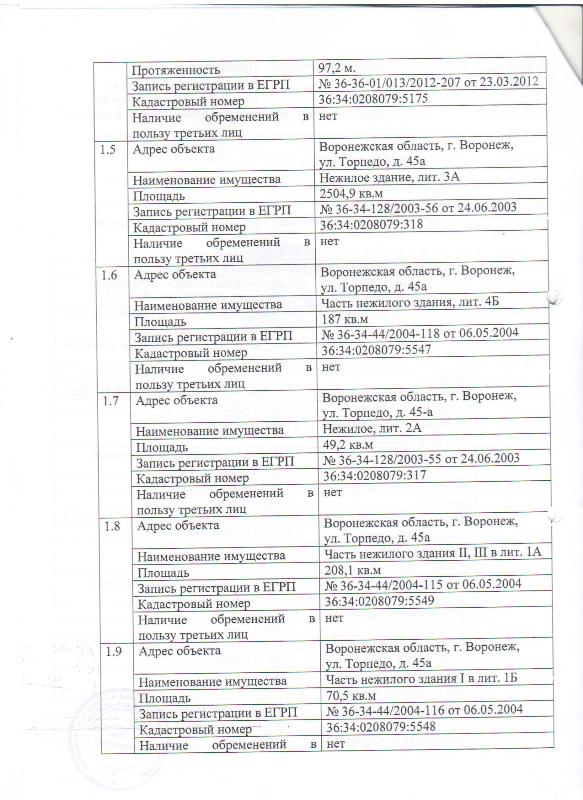 Протяженность 97,2 м.
Запись регистрации в ЕГРП № 36-36-01/013/2012-207 от 23.03.2012
Кадастровый номер 36:34:0208079:5175
Наличие обременений в нет
пользу третьих лиц
1.5 Адрес объекта Воронежская область, г. Воронеж,
ул. Торпедо, д. 45а
Наименование имущества Нежилое здание, лит. 3А
Площадь 2504,9 кв.м
Запись регистрации в ЕГРП № 36-34-128/2003-56 от 24.06.2003
Кадастровый номер 36:34:0208079:318
Наличие обременений в нет
пользу третьих лиц
1.6 Адрес объекта Воронежская область, г. Воронеж,
ул. Торпедо, д. 45а
Наименование имущества Часть нежилого здания, лит. 4Б
Площадь 187 кв.м
Запись регистрации в ЕГРП № 36-34-44/2004-118 от 06.05.2004
Кадастровый номер 36:34:0208079:5547
Наличие обременений в нет
пользу третьих лиц
1.7 Адрес объекта Воронежская область, г. Воронеж,
ул. Торпедо, д. 45-а
Наименование имущества Нежилое, лит. 2А
Площадь 49,2 кв.м
Запись регистрации в ЕГРП № 36-34-128/2003-55 от 24.06.2003
Кадастровый номер 36:34:0208079:317
Наличие обременений в нет
пользу третьих лиц
1.8 Адрес объекта Воронежская область, г. Воронеж,
ул. Торпедо, д. 45а
Наименование имущества Часть нежилого здания II, III в лит. 1А
Площадь 208,1 кв.м
Запись регистрации в ЕГРП № 36-34-44/2004-115 от 06.05.2004
Кадастровый номер 36:34:0208079:5549
Наличие обременений в нет
пользу третьих лиц
1.9 Адрес объекта Воронежская область, г. Воронеж,
ул. Торпедо, д. 45а
Наименование имущества Часть нежилого здания I в лит. 1Б
Площадь 70,5 кв.м
Запись регистрации в ЕГРП № 36-34-44/2004-116 от 06.05.2004
Кадастровый номер 36:34:0208079:5548
Наличие обременений в нет